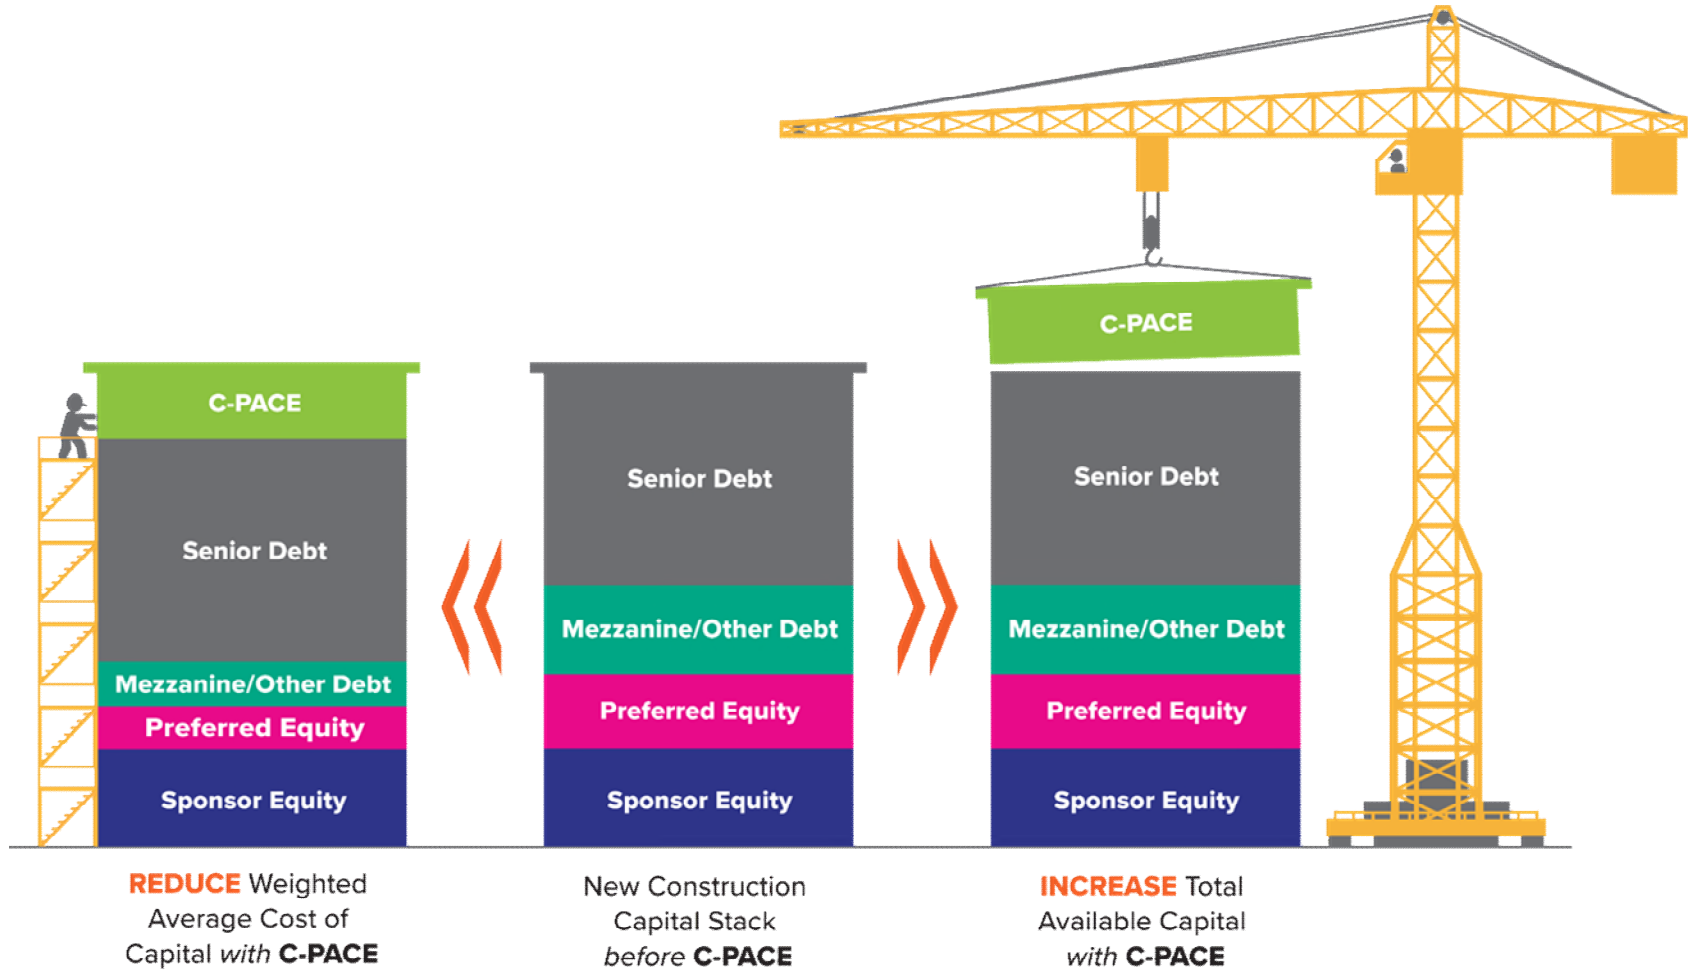 C-PACE
Senior Debt
Mezzanine/Other Debt
Preferred Equity
Sponsor Equity
REDUCE Weighted
Average Cost of
Capital with C-PACE
Senior Debt
Mezzanine/Other Debt
Preferred Equity
Sponsor Equity
New Construction
Capital Stack
before C-PACE
C-PACE
Senior Debt
Mezzanine/Other Debt
Preferred Equity
Sponsor Equity
INCREASE Total
Available Capital
with C-PACE